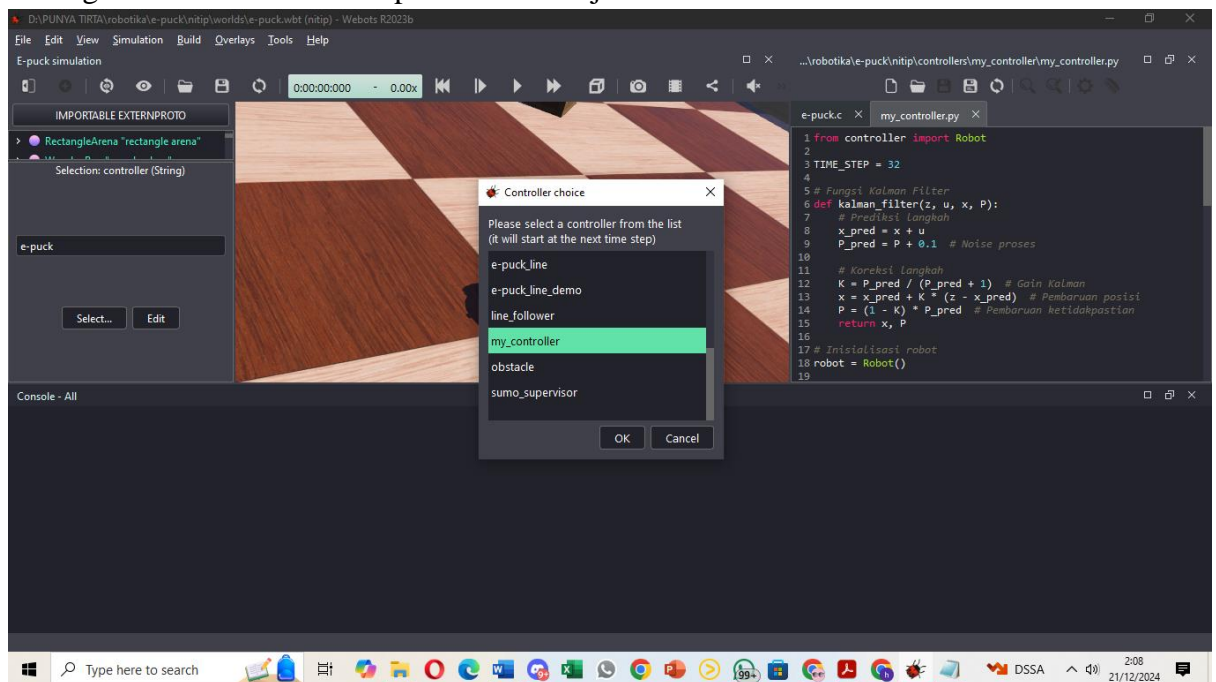 D:\PUNYA TIRTA\robotika\e-puck\nitip\worlds\e-puck.wbt (nitip) - Webots R2023b
File Edit View Simulation Build Overlays Tools Help
E-puck simulation
...\robotika\e-puck\nitip\controllers\my_controller\my_controller.py
0:00:00:000 - 0.00x
IMPORTABLE EXTERNPROTO
RectangleArena "rectangle arena"
Selection: controller (String)
e-puck
Select... Edit
Controller choice
Please select a controller from the list
(it will start at the next time step)
e-puck_line
e-puck_line_demo
line_follower
my_controller
obstacle
sumo_supervisor
OK Cancel
e-puck.c my_controller.py
1 from controller import Robot
2
3 TIME_STEP = 32
4
5 # Fungsi Kalman Filter
6 def kalman_filter(z, u, x, P):
7 # Prediksi langkah
8 x_pred = x + u
9 P_pred = P + 0.1 # Noise proses
10
11 # Koreksi langkah
12 K = P_pred / (P_pred + 1) # Gain Kalman
13 x = x_pred + K * (z - x_pred) # Pembaruan posisi
14 P = (1 - K) * P_pred # Pembaruan ketidakpastian
15 return x, P
16
17 # Inisialisasi robot
18 robot = Robot()
19
Console - All
Type here to search
99+
DSSA
2:08
21/12/2024